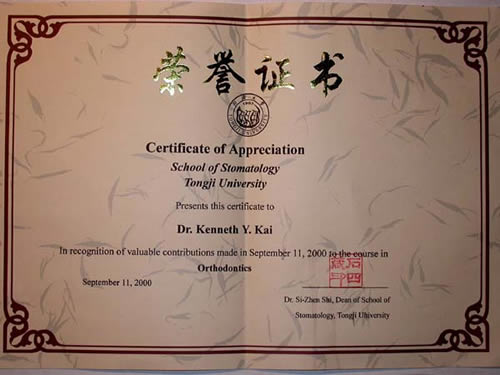 荣誉证书
Certificate of Appreciation
School of Stomatology
Tongji University
Presents this certificate to
Dr. Kenneth Y. Kai
In recognition of valuable contributions made in September 11, 2000 to the course in
Orthodontics
September 11, 2000
Dr. Si-Zhen Shi, Dean of School of
Stomatology, Tongji University